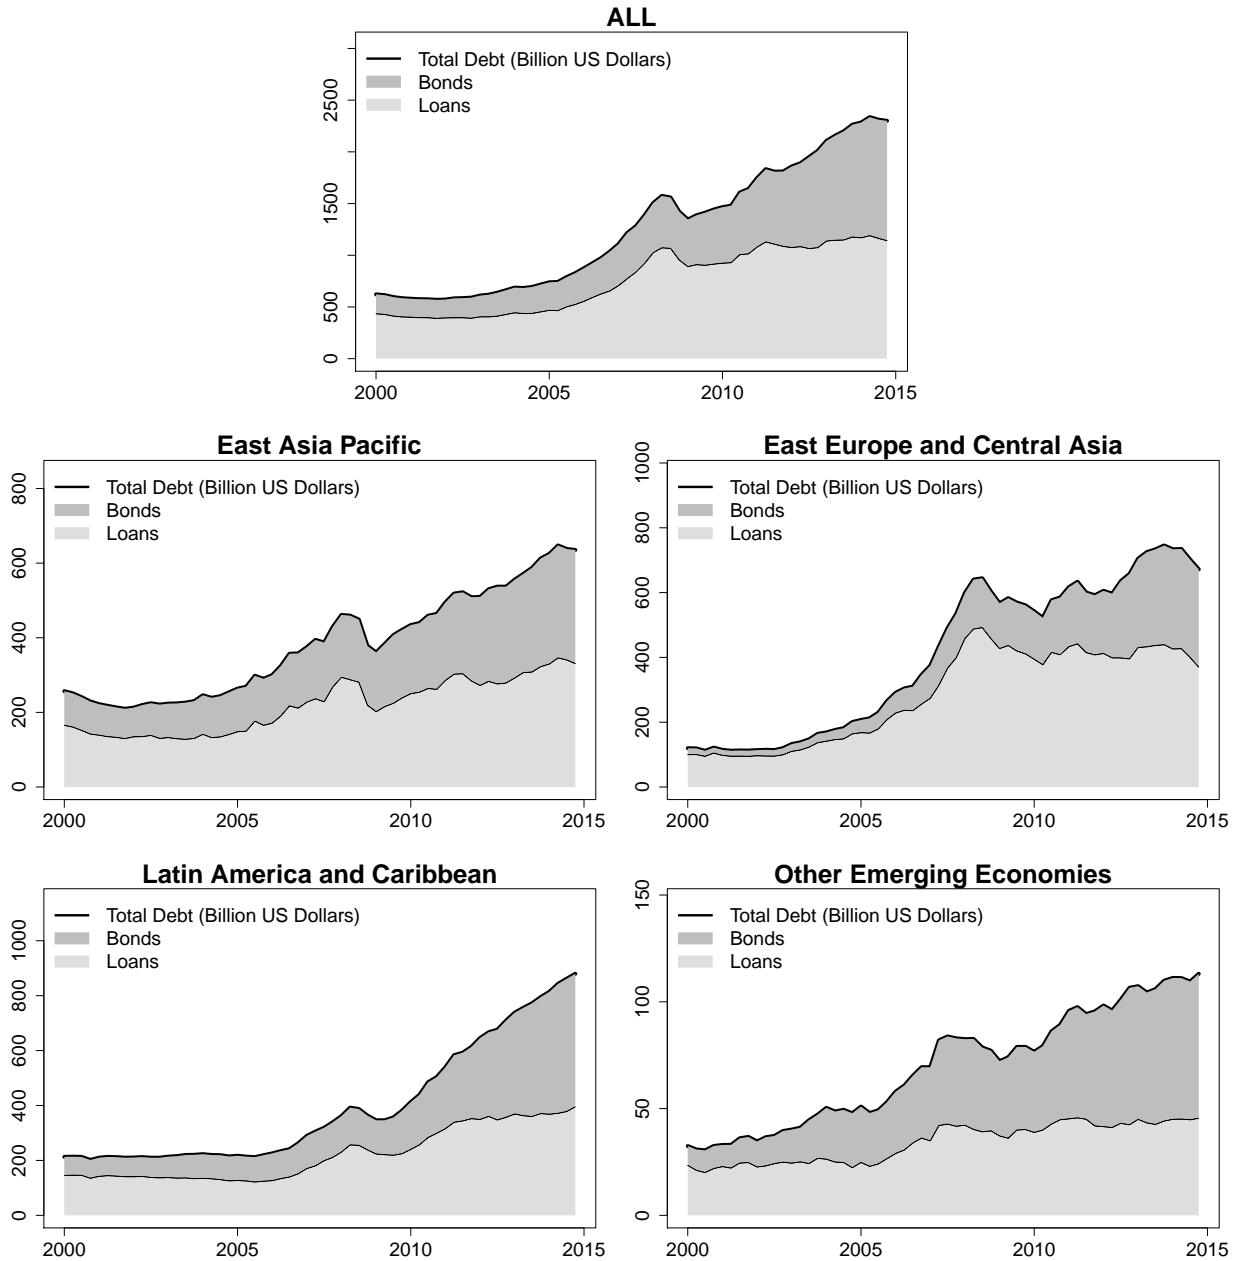 ALL
Total Debt (Billion US Dollars)
Bonds
Loans
2500
1500
500
0
2000 2005 2010 2015
East Asia Pacific
Total Debt (Billion US Dollars)
Bonds
Loans
800
600
400
200
0
2000 2005 2010 2015
East Europe and Central Asia
Total Debt (Billion US Dollars)
Bonds
Loans
1000
800
600
400
200
0
2000 2005 2010 2015
Latin America and Caribbean
Total Debt (Billion US Dollars)
Bonds
Loans
1000
800
600
400
200
0
2000 2005 2010 2015
Other Emerging Economies
Total Debt (Billion US Dollars)
Bonds
Loans
150
100
50
0
2000 2005 2010 2015